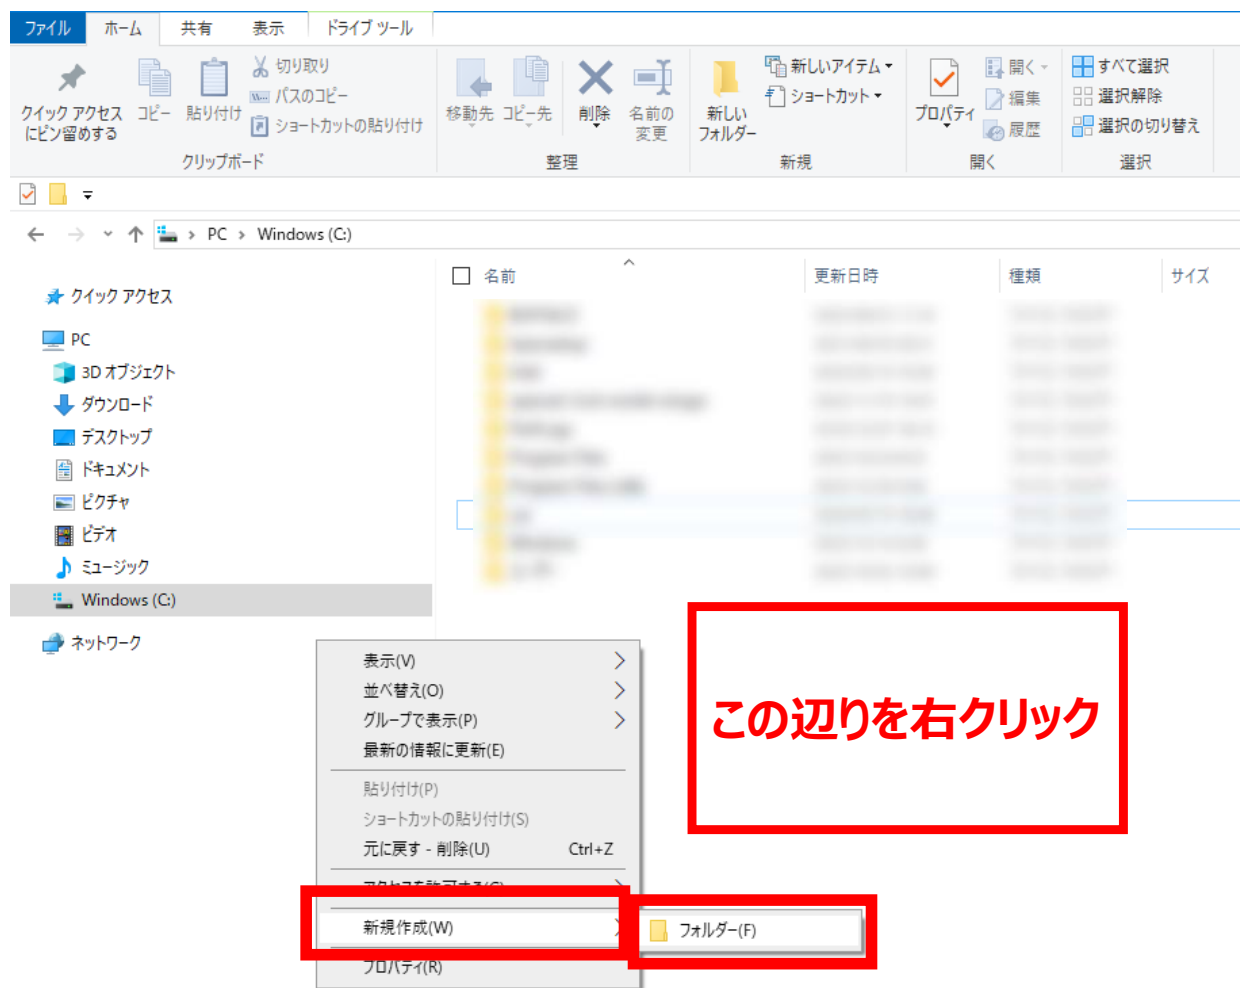 ファイル ホーム 共有 表示 ドライブ ツール
クイック アクセス
にピン留めする
コピー
貼り付け
切り取り
パスのコピー
ショートカットの貼り付け
クリップボード
移動先
コピー先
削除
名前の
変更
整理
新しい
フォルダー
新しいアイテム
ショートカット
新規
プロパティ
開く
編集
履歴
開く
すべて選択
選択解除
選択の切り替え
選択
PC > Windows (C:)
名前 更新日時 種類 サイズ
クイック アクセス
PC
3D オブジェクト
ダウンロード
デスクトップ
ドキュメント
ピクチャ
ビデオ
ミュージック
Windows (C:)
ネットワーク
この辺りを右クリック
表示(V)
並べ替え(O)
グループで表示(P)
最新の情報に更新(E)
貼り付け(P)
ショートカットの貼り付け(S)
元に戻す - 削除(U) Ctrl+Z
新規作成(W)
フォルダー(F)
プロパティ(R)